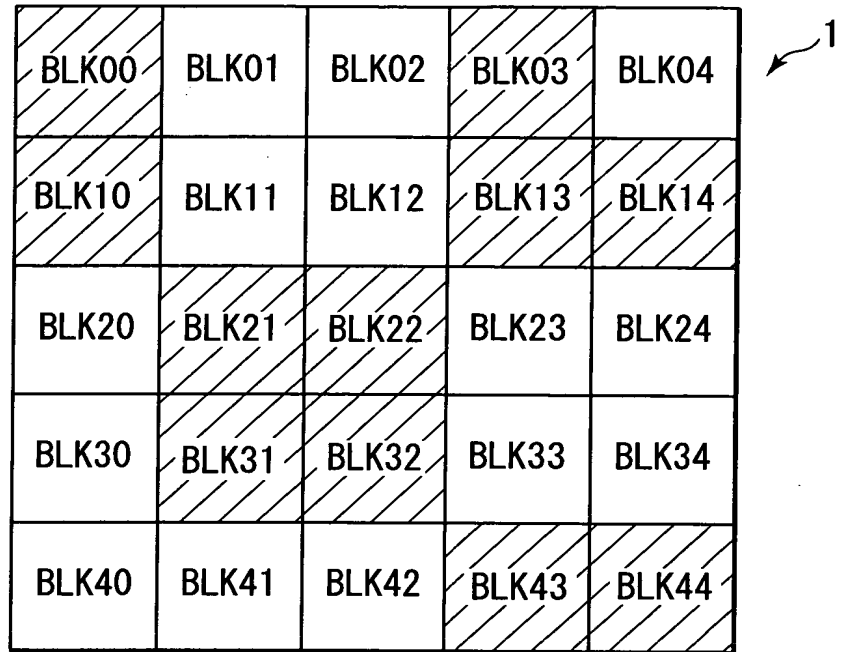 BLK00 BLK01 BLK02 BLK03 BLK04 1
BLK10 BLK11 BLK12 BLK13 BLK14
BLK20 BLK21 BLK22 BLK23 BLK24
BLK30 BLK31 BLK32 BLK33 BLK34
BLK40 BLK41 BLK42 BLK43 BLK44